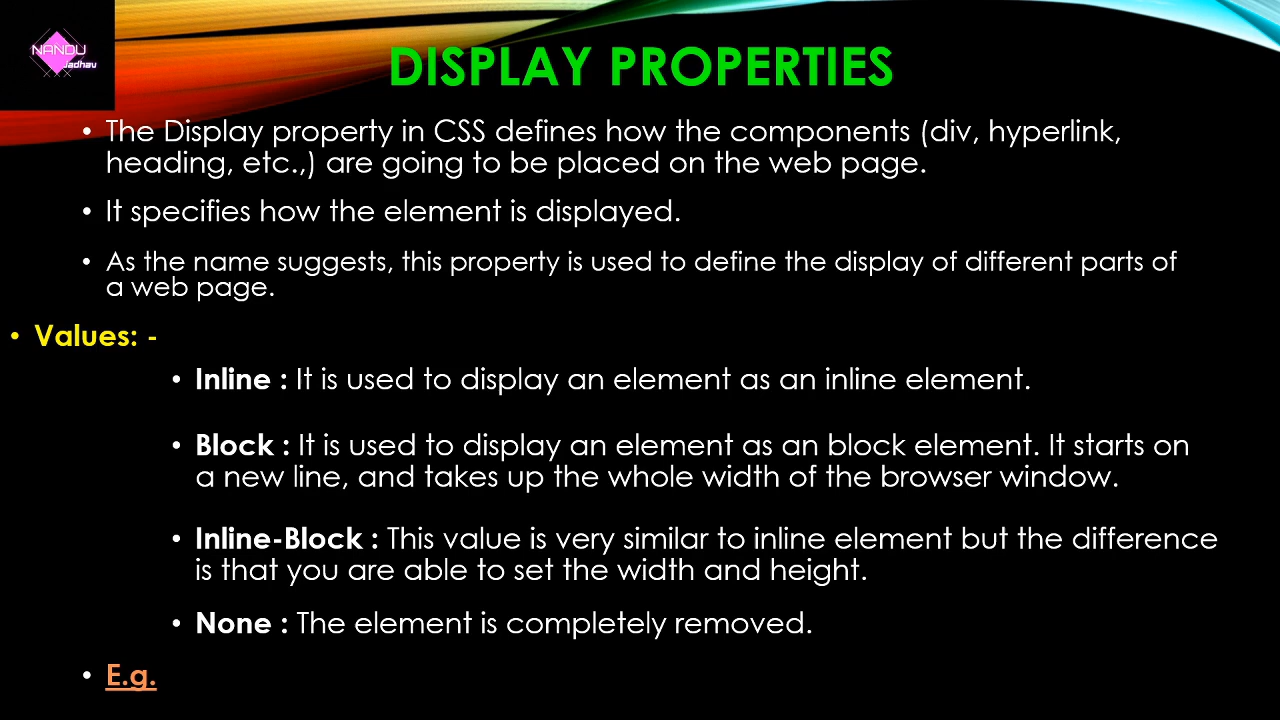 NANDU
Jadhav
DISPLAY PROPERTIES
• The Display property in CSS defines how the components (div, hyperlink,
heading, etc.,) are going to be placed on the web page.
• It specifies how the element is displayed.
• As the name suggests, this property is used to define the display of different parts of
a web page.
• Values: -
• Inline : It is used to display an element as an inline element.
• Block : It is used to display an element as an block element. It starts on
a new line, and takes up the whole width of the browser window.
• Inline-Block : This value is very similar to inline element but the difference
is that you are able to set the width and height.
• None : The element is completely removed.
• E.g.